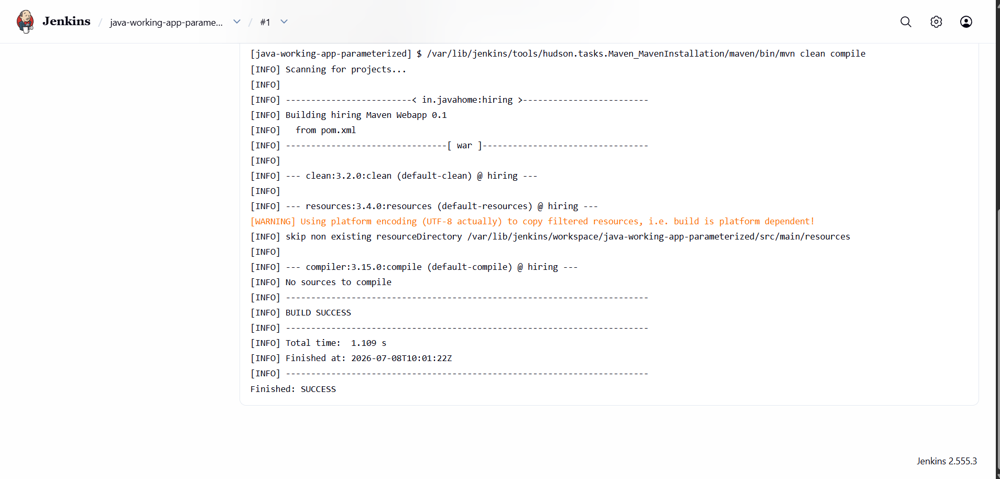 Jenkins / java-working-app-parame... / #1
[java-working-app-parameterized] $ /var/lib/jenkins/tools/hudson.tasks.Maven_MavenInstallation/maven/bin/mvn clean compile
[INFO] Scanning for projects...
[INFO]
[INFO] -------------------------< in.javahome:hiring >-------------------------
[INFO] Building hiring Maven Webapp 0.1
[INFO]   from pom.xml
[INFO] --------------------------------[ war ]---------------------------------
[INFO]
[INFO] --- clean:3.2.0:clean (default-clean) @ hiring ---
[INFO]
[INFO] --- resources:3.4.0:resources (default-resources) @ hiring ---
[WARNING] Using platform encoding (UTF-8 actually) to copy filtered resources, i.e. build is platform dependent!
[INFO] skip non existing resourceDirectory /var/lib/jenkins/workspace/java-working-app-parameterized/src/main/resources
[INFO]
[INFO] --- compiler:3.15.0:compile (default-compile) @ hiring ---
[INFO] No sources to compile
[INFO] ------------------------------------------------------------------------
[INFO] BUILD SUCCESS
[INFO] ------------------------------------------------------------------------
[INFO] Total time:  1.109 s
[INFO] Finished at: 2026-07-08T10:01:22Z
[INFO] ------------------------------------------------------------------------
Finished: SUCCESS
Jenkins 2.555.3